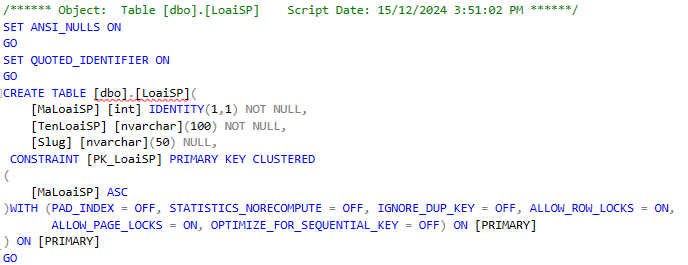 /****** Object:  Table [dbo].[LoaiSP]    Script Date: 15/12/2024 3:51:02 PM ******/
SET ANSI_NULLS ON
GO
SET QUOTED_IDENTIFIER ON
GO
CREATE TABLE [dbo].[LoaiSP](
    [MaLoaiSP] [int] IDENTITY(1,1) NOT NULL,
    [TenLoaiSP] [nvarchar](100) NOT NULL,
    [Slug] [nvarchar](50) NULL,
 CONSTRAINT [PK_LoaiSP] PRIMARY KEY CLUSTERED
(
    [MaLoaiSP] ASC
)WITH (PAD_INDEX = OFF, STATISTICS_NORECOMPUTE = OFF, IGNORE_DUP_KEY = OFF, ALLOW_ROW_LOCKS = ON,
       ALLOW_PAGE_LOCKS = ON, OPTIMIZE_FOR_SEQUENTIAL_KEY = OFF) ON [PRIMARY]
) ON [PRIMARY]
GO